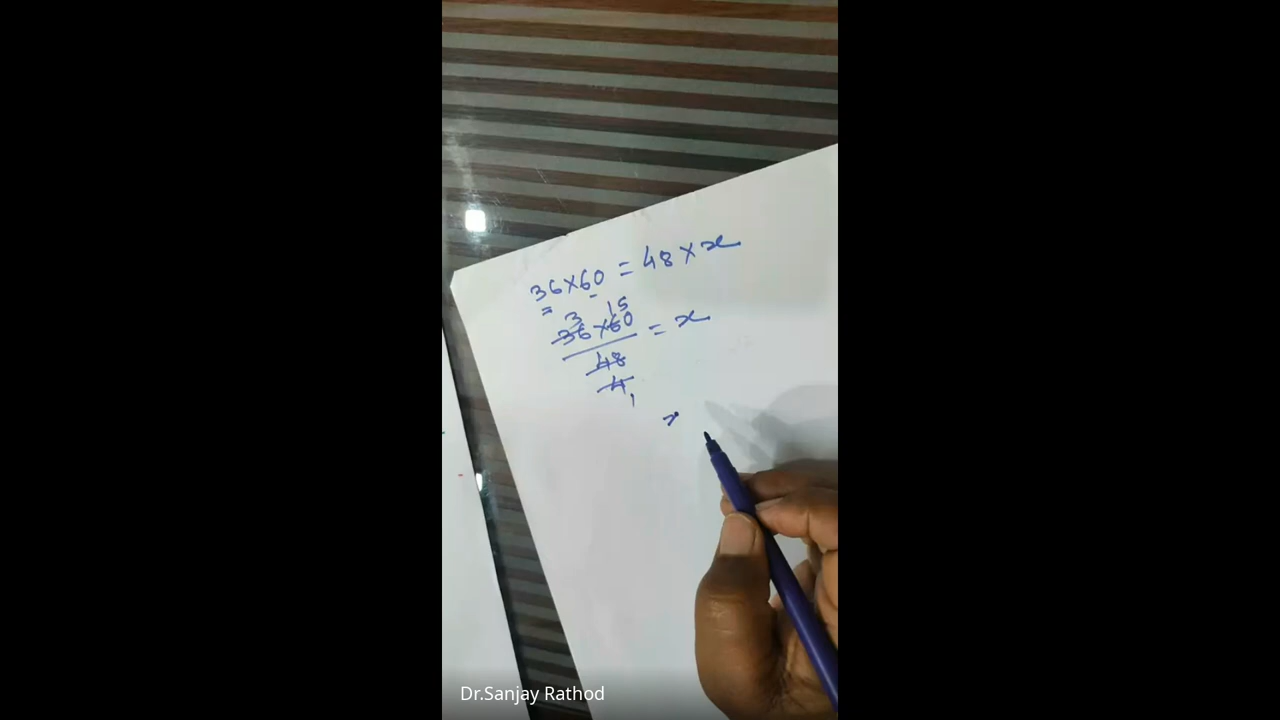 36×60 = 48×x
3 15
36×60 = x
48
4
1
x
Dr.Sanjay Rathod